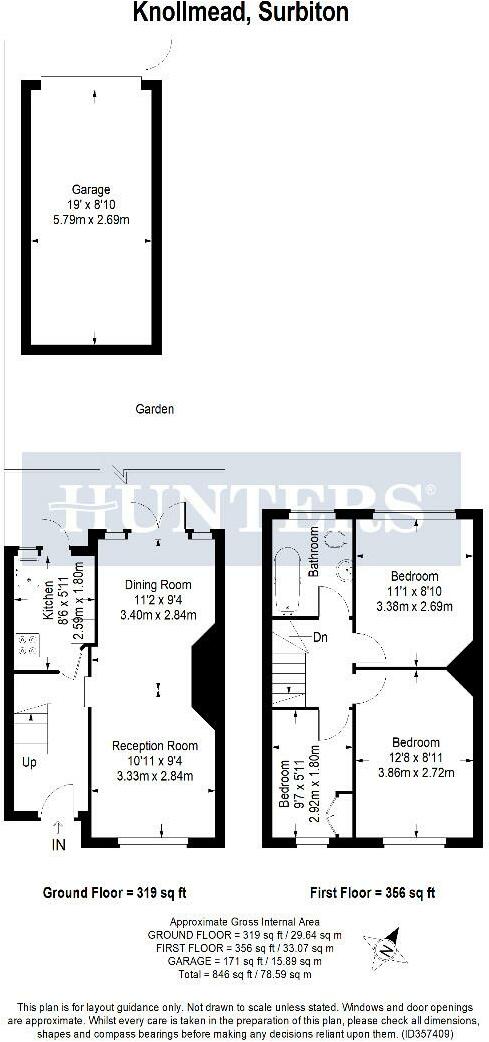 Knollmead, Surbiton
Garage
19' x 8'10
5.79m x 2.69m
Garden
HUNTERS®
Kitchen
8'6 x 5'11
2.59m x 1.80m
Dining Room
11'2 x 9'4
3.40m x 2.84m
Bathroom
Bedroom
11'1 x 8'10
3.38m x 2.69m
Dn
Up
Reception Room
10'11 x 9'4
3.33m x 2.84m
Bedroom
9'7 x 5'11
2.92m x 1.80m
Bedroom
12'8 x 8'11
3.86m x 2.72m
IN
Ground Floor = 319 sq ft
First Floor = 356 sq ft
Approximate Gross Internal Area
GROUND FLOOR = 319 sq ft / 29.64 sq m
FIRST FLOOR = 356 sq ft / 33.07 sq m
GARAGE = 171 sq ft / 15.89 sq m
Total = 846 sq ft / 78.59 sq m
N
This plan is for layout guidance only. Not drawn to scale unless stated. Windows and door openings
are approximate. Whilst every care is taken in the preparation of this plan, please check all dimensions,
shapes and compass bearings before making any decisions reliant upon them. (ID357409)